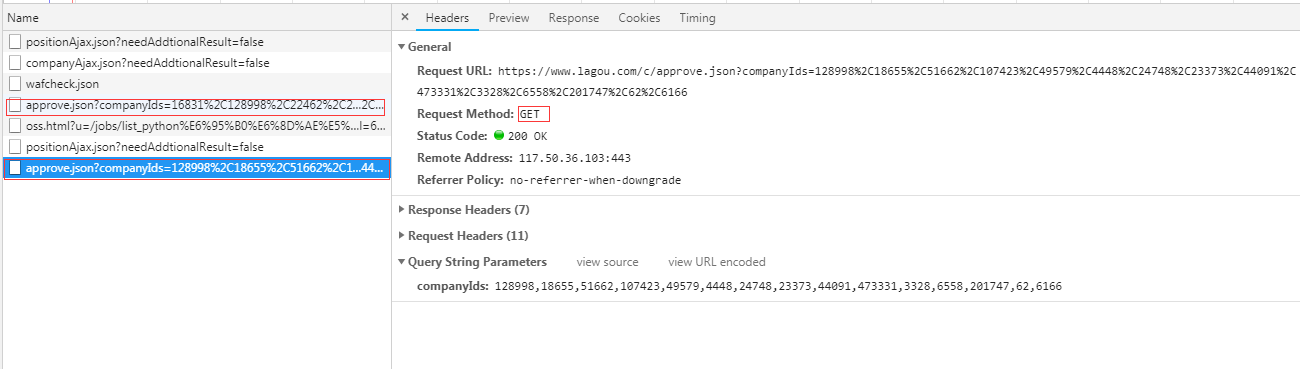 Name
positionAjax.json?needAddtionalResult=false
companyAjax.json?needAddtionalResult=false
wafcheck.json
approve.json?companyIds=16831%2C128998%2C22462%2C2...2C...
oss.html?u=/jobs/list_python%E6%95%B0%E6%8D%AE%E5%...l=6...
positionAjax.json?needAddtionalResult=false
approve.json?companyIds=128998%2C18655%2C51662%2C1...44...
× Headers Preview Response Cookies Timing
General
Request URL: https://www.lagou.com/c/approve.json?companyIds=128998%2C18655%2C51662%2C107423%2C49579%2C4448%2C24748%2C23373%2C44091%2C
473331%2C3328%2C6558%2C201747%2C62%2C6166
Request Method: GET
Status Code: 200 OK
Remote Address: 117.50.36.103:443
Referrer Policy: no-referrer-when-downgrade
Response Headers (7)
Request Headers (11)
Query String Parameters view source view URL encoded
companyIds: 128998,18655,51662,107423,49579,4448,24748,23373,44091,473331,3328,6558,201747,62,6166